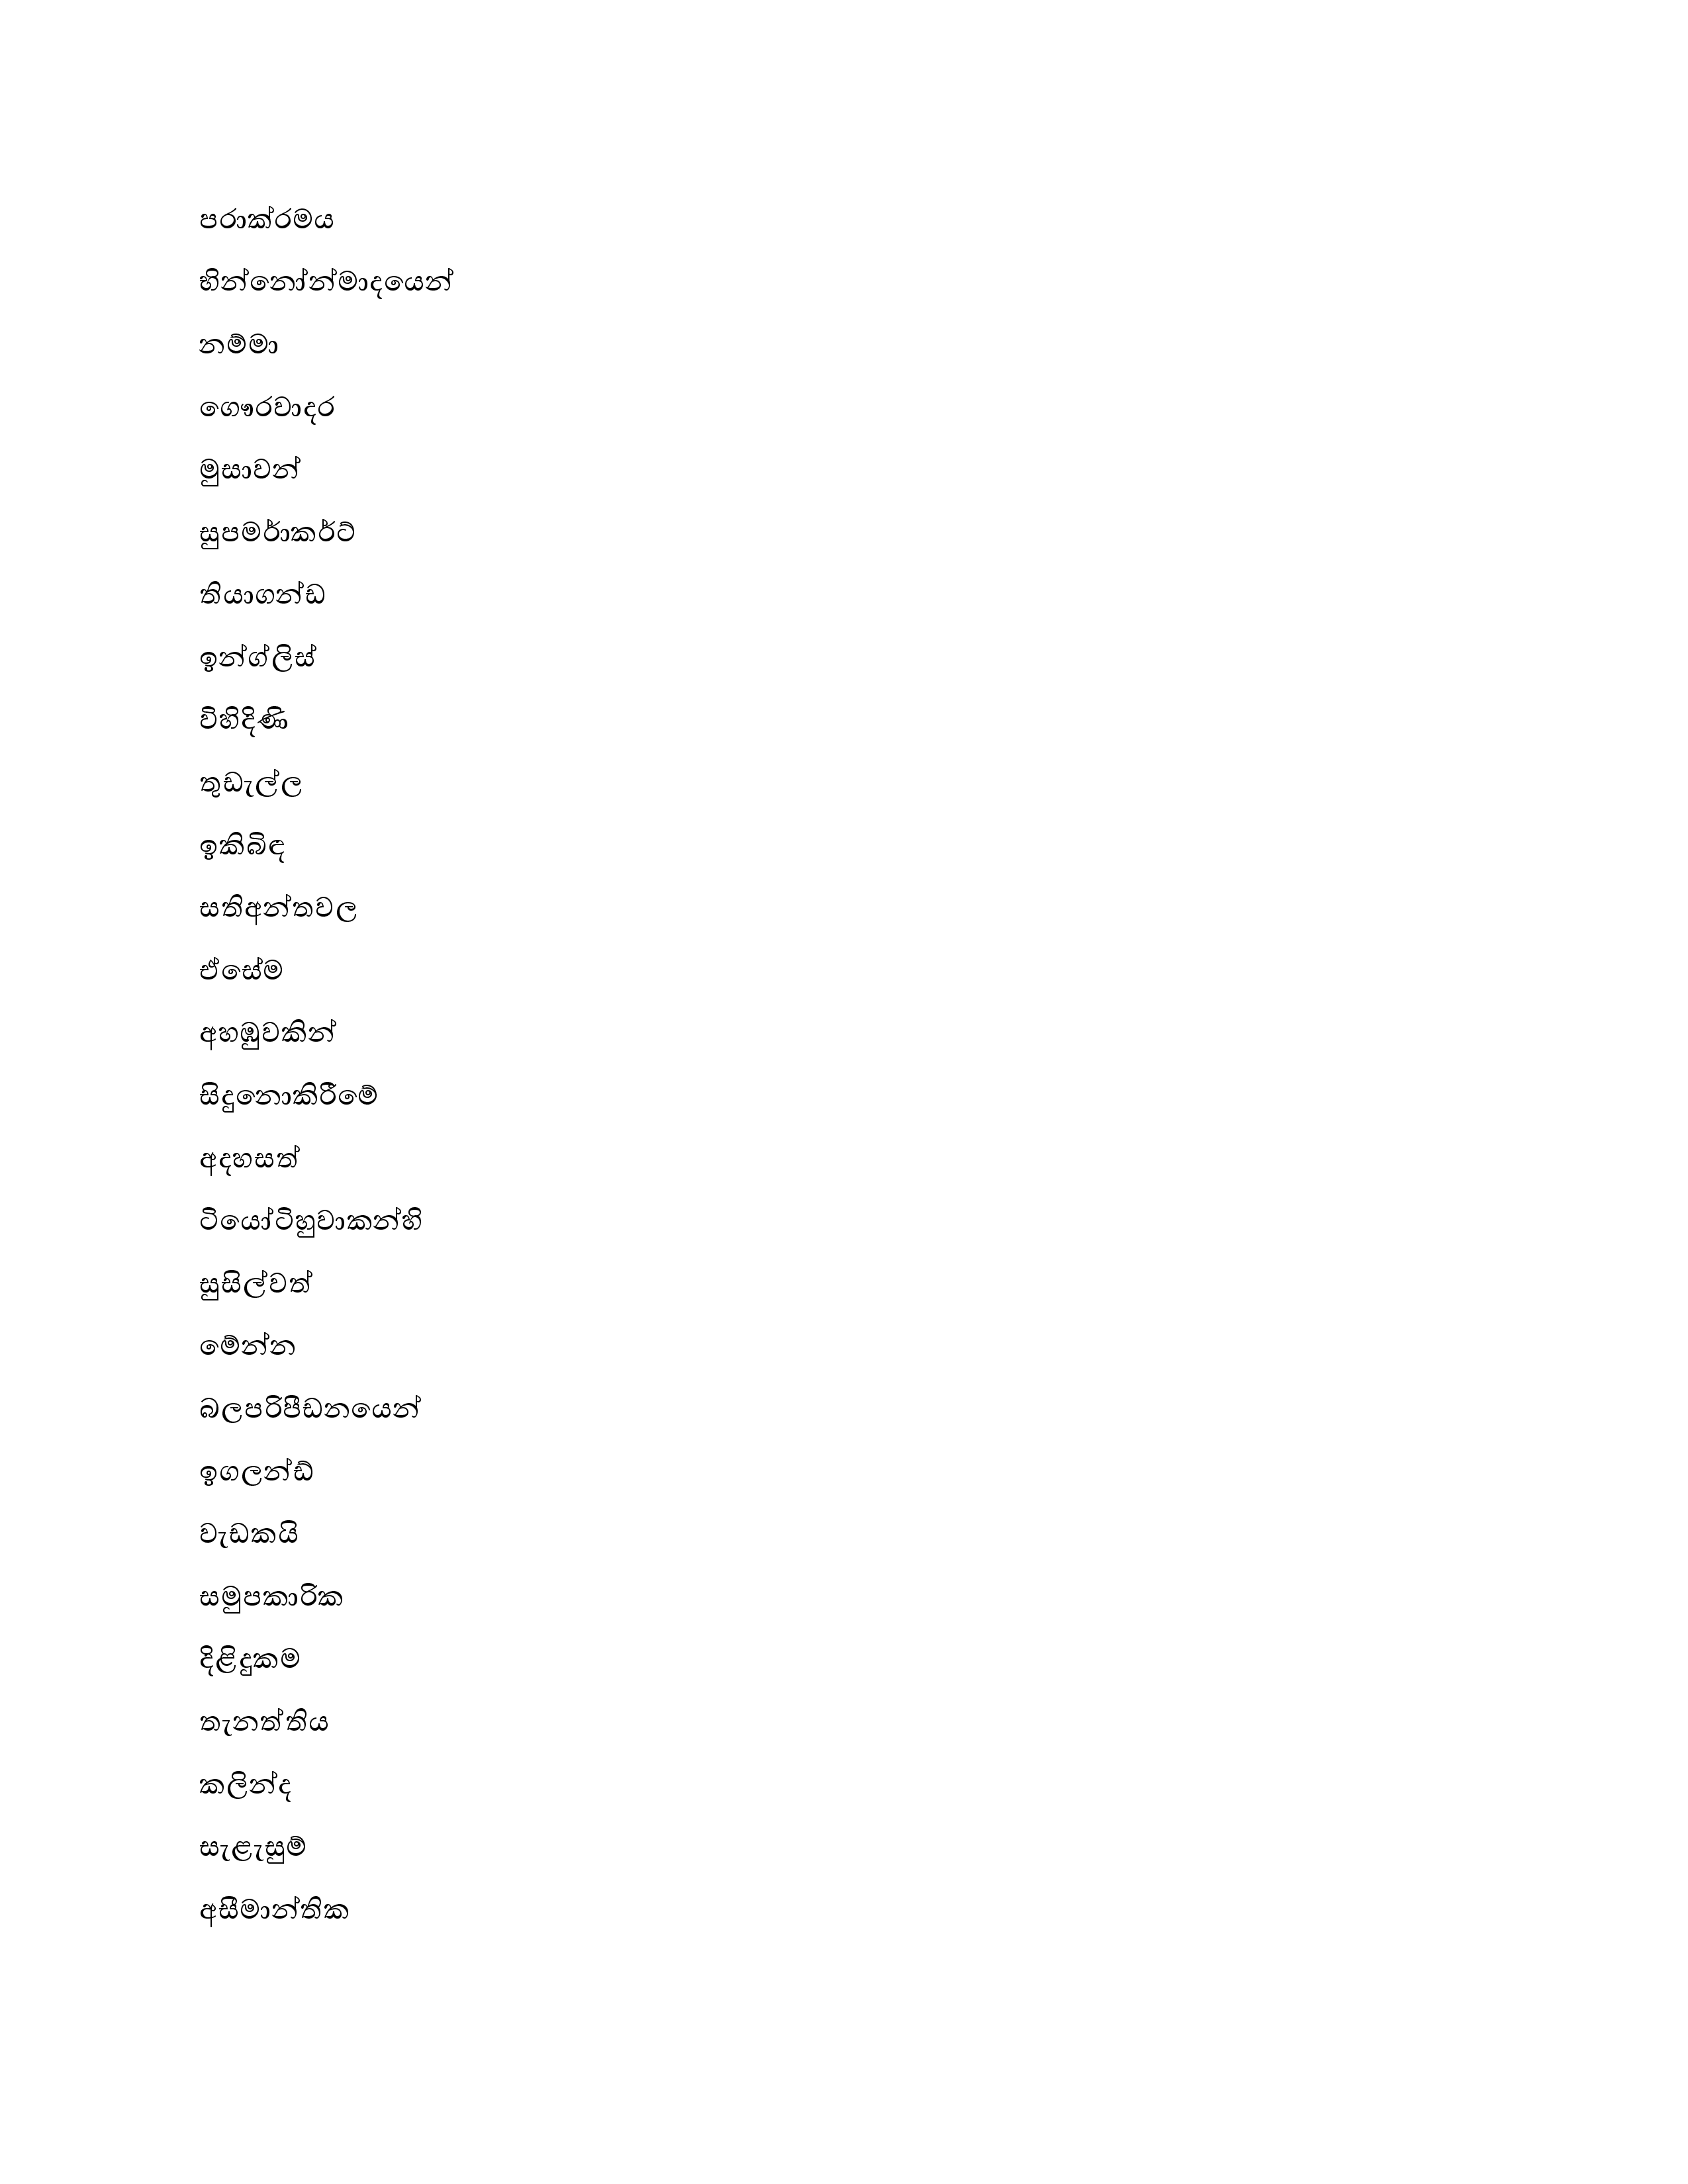 පරාක්රමය
භින්නෝන්මාදයෙන්
නම්මා
ගෞරවාදර
මුසාවන්
සුපර්මාකර්ට්
තියාගන්ඩ
ඉන්ග්ලිස්
විහිදිණි
තුඩැල්ල
ඉකිබිඳ
සතිඅන්තවල
ඒසේම
අහඹුවකින්
සිදුනොකිරීමේ
අදහසත්
ටියෝටිහුවාකන්හි
සුසිල්වත්
මේන්න
බලපරිපීඩනයෙන්
ඉගලන්ඩ්
වැඩකයි
සමුපකාරික
දිළිදුකම
තැනත්තිය
කලින්ද
සැළැසුම්
අසීමාන්තික